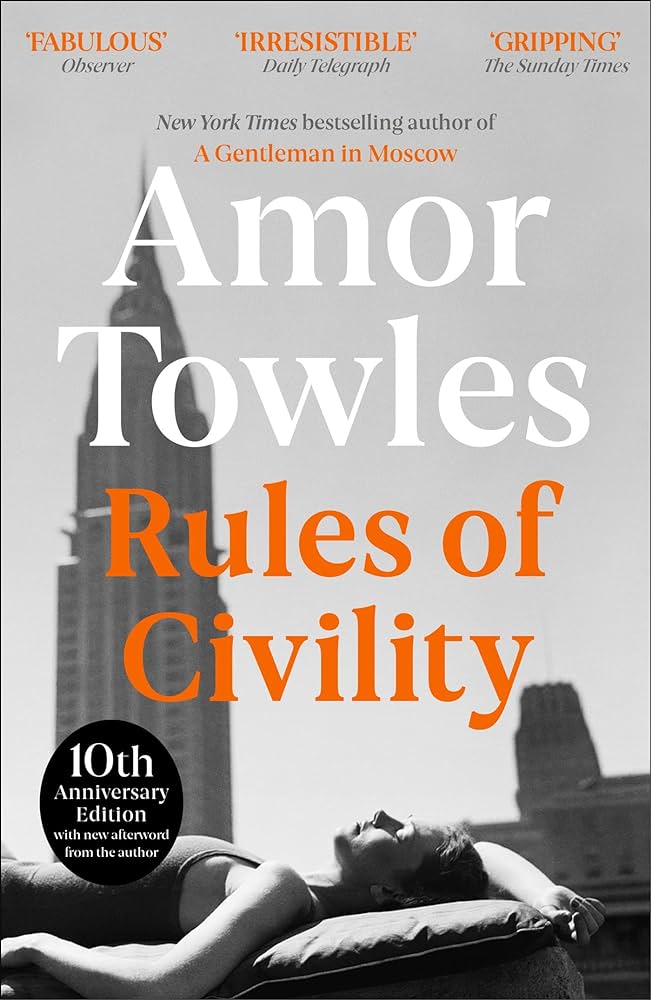 ‘FABULOUS’
Observer
‘IRRESISTIBLE’
Daily Telegraph
‘GRIPPING’
The Sunday Times
New York Times bestselling author of
A Gentleman in Moscow
Amor
Towles
Rules of
Civility
10th
Anniversary
Edition
with new afterword
from the author